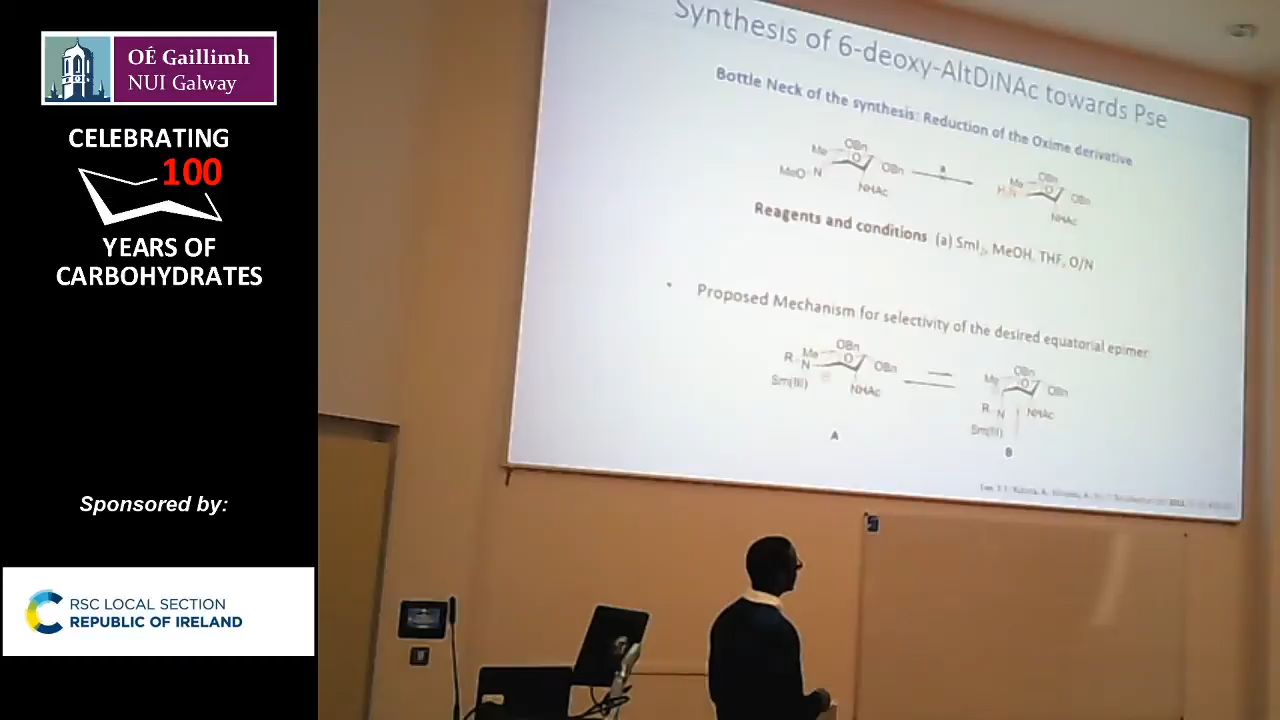 OÉ Gaillimh
NUI Galway
CELEBRATING
100
YEARS OF
CARBOHYDRATES
Sponsored by:
RSC LOCAL SECTION
REPUBLIC OF IRELAND
Synthesis of 6-deoxy-AltDiNAc towards Pse
Bottle Neck of the synthesis: Reduction of the Oxime derivative
Me OBn
O OBn
MeO N
NHAc
a
Me OBn
H₂N O OBn
NHAc
Reagents and conditions (a) SmI₂, MeOH, THF, O/N
• Proposed Mechanism for selectivity of the desired equatorial epimer
Me OBn
R N O OBn
Sm(III) NHAc
A
Me OBn
O OBn
R N NHAc
Sm(III)
B